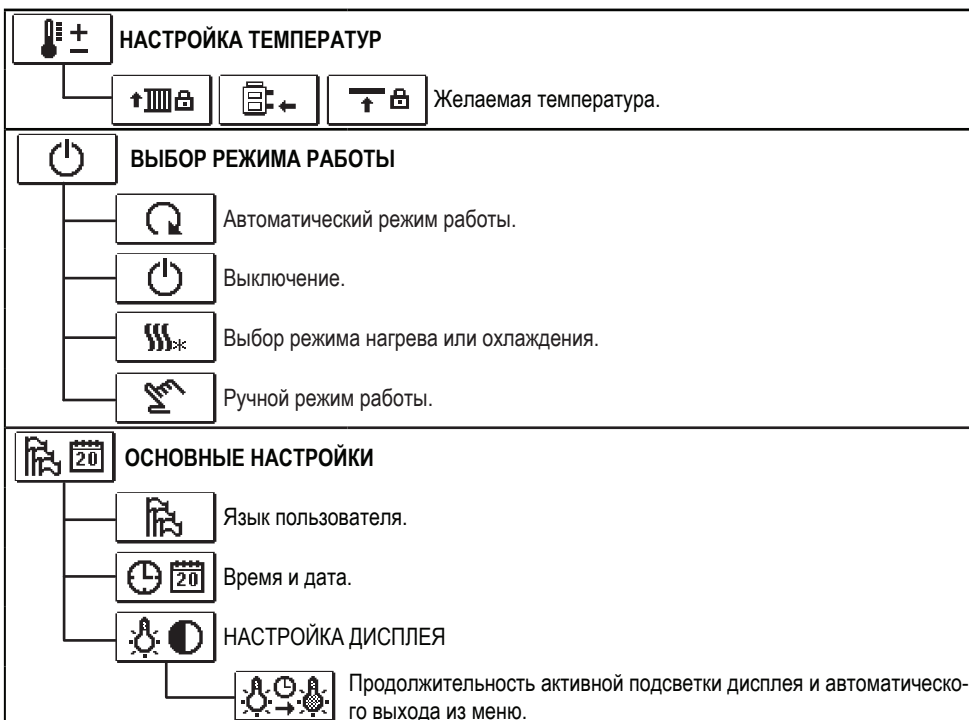 НАСТРОЙКА ТЕМПЕРАТУР
Желаемая температура.
ВЫБОР РЕЖИМА РАБОТЫ
Автоматический режим работы.
Выключение.
Выбор режима нагрева или охлаждения.
Ручной режим работы.
20 ОСНОВНЫЕ НАСТРОЙКИ
Язык пользователя.
20 Время и дата.
НАСТРОЙКА ДИСПЛЕЯ
Продолжительность активной подсветки дисплея и автоматическо-
го выхода из меню.